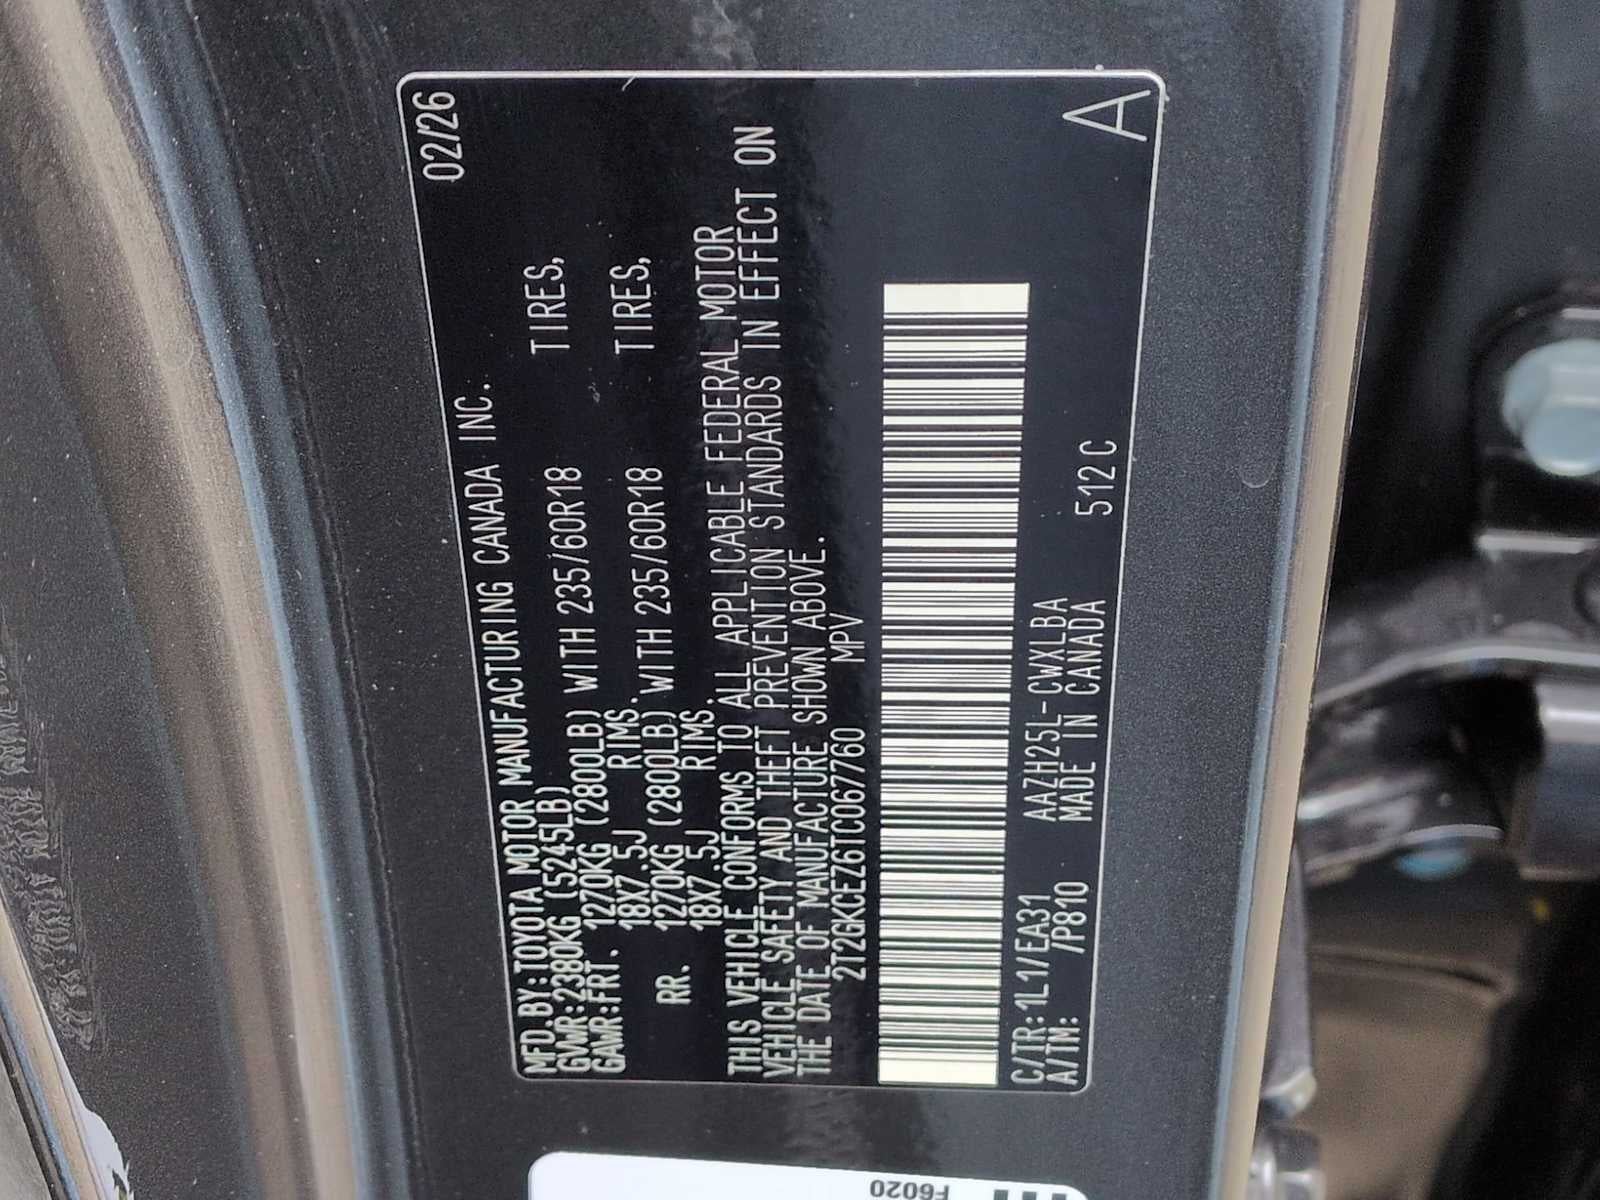 02/26
MFD.BY:TOYOTA MOTOR MANUFACTURING CANADA INC.
GVWR:2380KG (5245LB)
GAWR:FRT. 1270KG (2800LB) WITH 235/60R18 TIRES,
18X7.5J RIMS.
RR. 1270KG (2800LB) WITH 235/60R18 TIRES,
18X7.5J RIMS.
THIS VEHICLE CONFORMS TO ALL APPLICABLE FEDERAL MOTOR
VEHICLE SAFETY AND THEFT PREVENTION STANDARDS IN EFFECT ON
THE DATE OF MANUFACTURE SHOWN ABOVE.
2T2GKCEZ6TC067760 MPV
C/TR:1L1/EA31 AAZH25L-CWXLBA
A/TM: /P810 MADE IN CANADA 512C
A
F6020